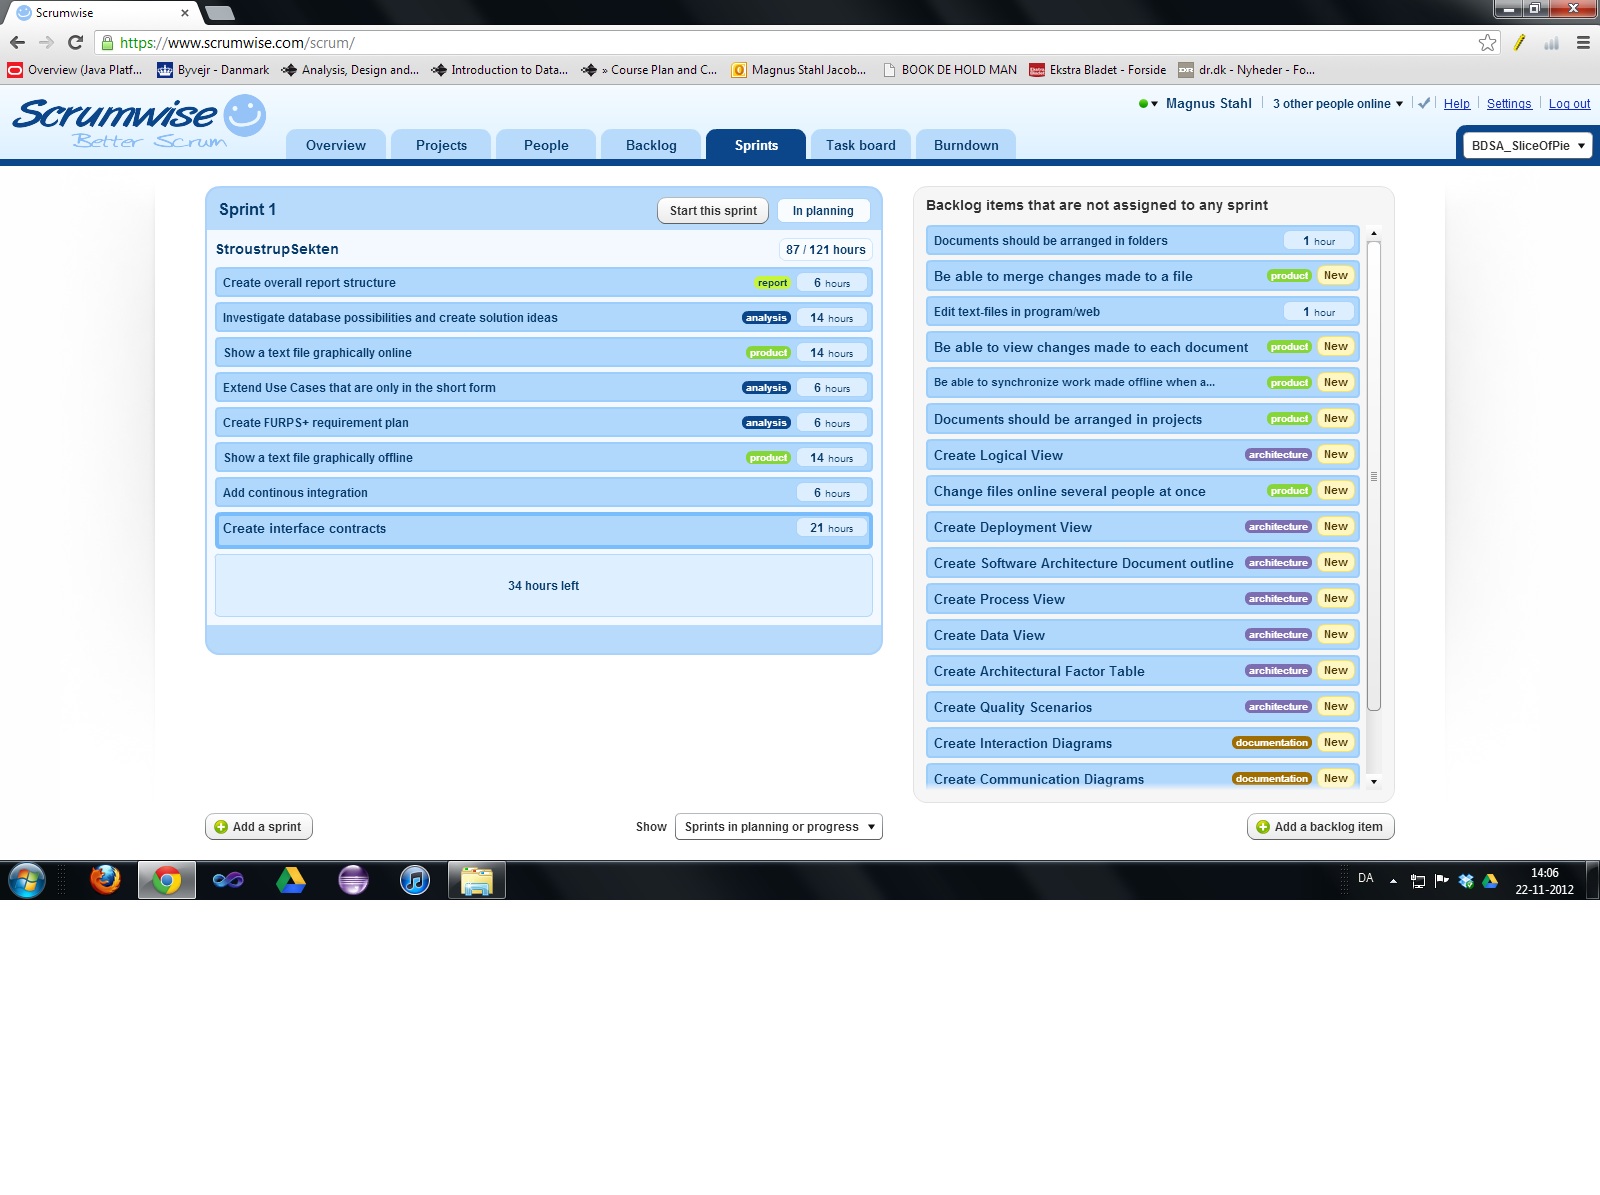 Scrumwise
https://www.scrumwise.com/scrum/
Overview (Java Platf... Byvejr - Danmark Analysis, Design and... Introduction to Data... » Course Plan and C... Magnus Stahl Jacob... BOOK DE HOLD MAN Ekstra Bladet - Forside dr.dk - Nyheder - Fo...
Scrumwise
Better Scrum
Magnus Stahl 3 other people online Help Settings Log out
Overview Projects People Backlog Sprints Task board Burndown BDSA_SliceOfPie
Sprint 1 Start this sprint In planning
StroustrupSekten 87 / 121 hours
Create overall report structure report 6 hours
Investigate database possibilities and create solution ideas analysis 14 hours
Show a text file graphically online product 14 hours
Extend Use Cases that are only in the short form analysis 6 hours
Create FURPS+ requirement plan analysis 6 hours
Show a text file graphically offline product 14 hours
Add continous integration 6 hours
Create interface contracts 21 hours
34 hours left
Add a sprint Show Sprints in planning or progress
Backlog items that are not assigned to any sprint
Documents should be arranged in folders 1 hour
Be able to merge changes made to a file product New
Edit text-files in program/web 1 hour
Be able to view changes made to each document product New
Be able to synchronize work made offline when a... product New
Documents should be arranged in projects product New
Create Logical View architecture New
Change files online several people at once product New
Create Deployment View architecture New
Create Software Architecture Document outline architecture New
Create Process View architecture New
Create Data View architecture New
Create Architectural Factor Table architecture New
Create Quality Scenarios architecture New
Create Interaction Diagrams documentation New
Create Communication Diagrams documentation New
Add a backlog item
DA 14:06
22-11-2012